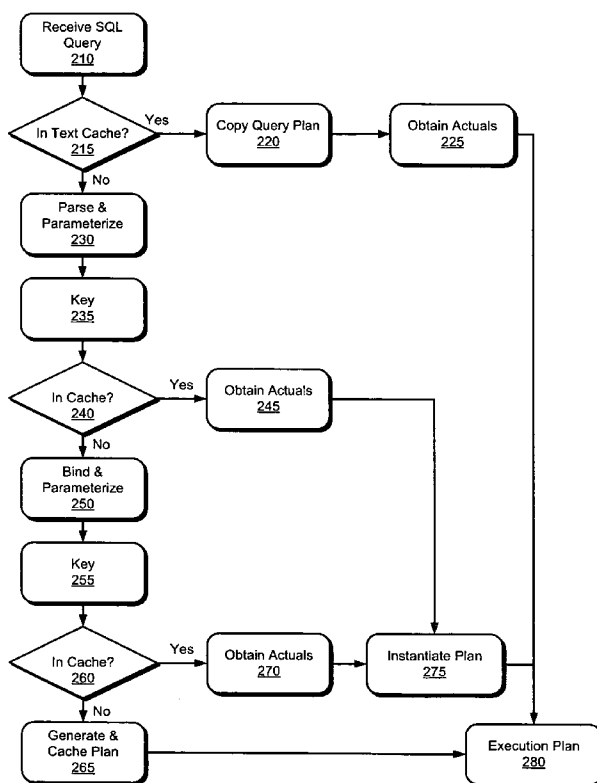 Receive SQL
Query
210
In Text Cache?
215
Yes
Copy Query Plan
220
Obtain Actuals
225
No
Parse &
Parameterize
230
Key
235
In Cache?
240
Yes
Obtain Actuals
245
No
Bind &
Parameterize
250
Key
255
In Cache?
260
Yes
Obtain Actuals
270
Instantiate Plan
275
No
Generate &
Cache Plan
265
Execution Plan
280